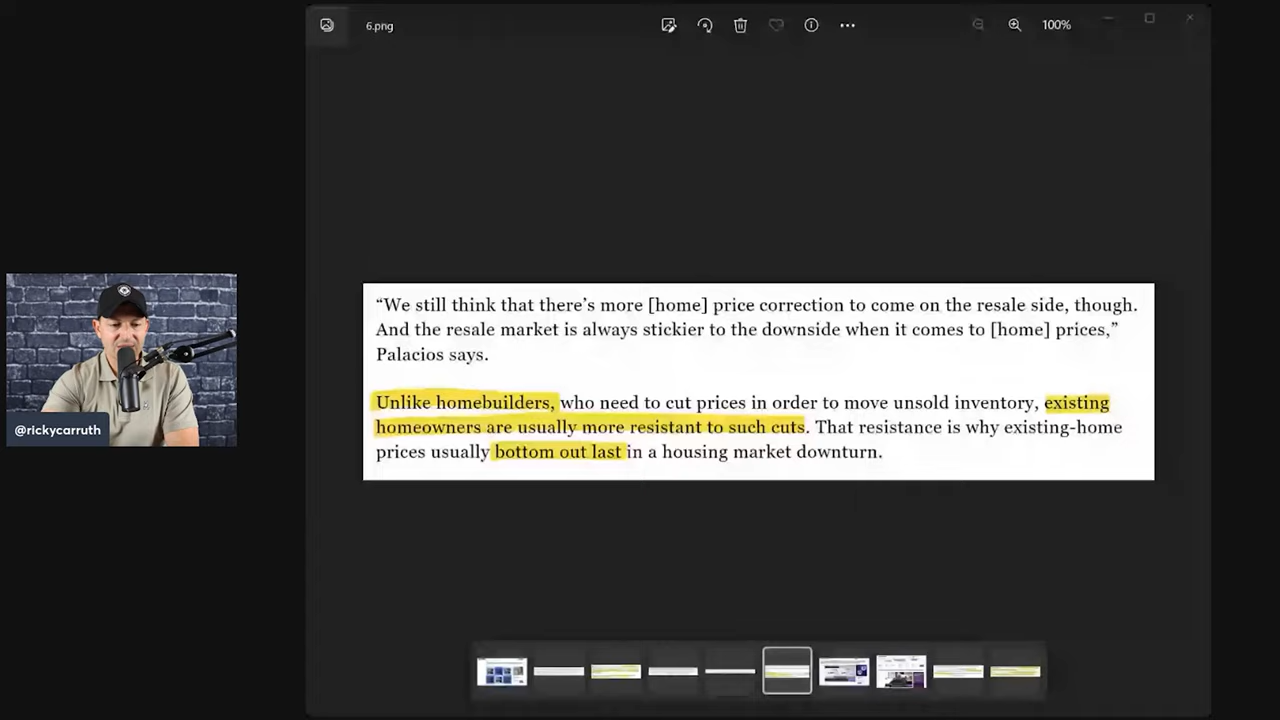 6.png
100%
“We still think that there’s more [home] price correction to come on the resale side, though.
And the resale market is always stickier to the downside when it comes to [home] prices,”
Palacios says.
Unlike homebuilders, who need to cut prices in order to move unsold inventory, existing
homeowners are usually more resistant to such cuts. That resistance is why existing-home
prices usually bottom out last in a housing market downturn.
@rickycarruth